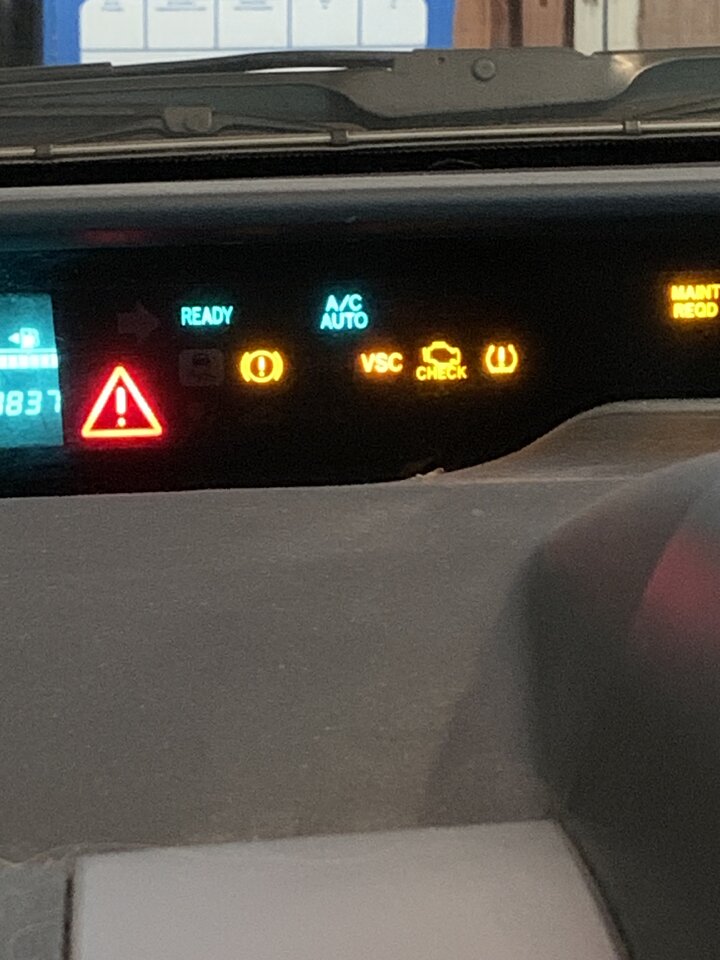 READY
A/C
AUTO
MAINT
REQD
VSC
CHECK
837